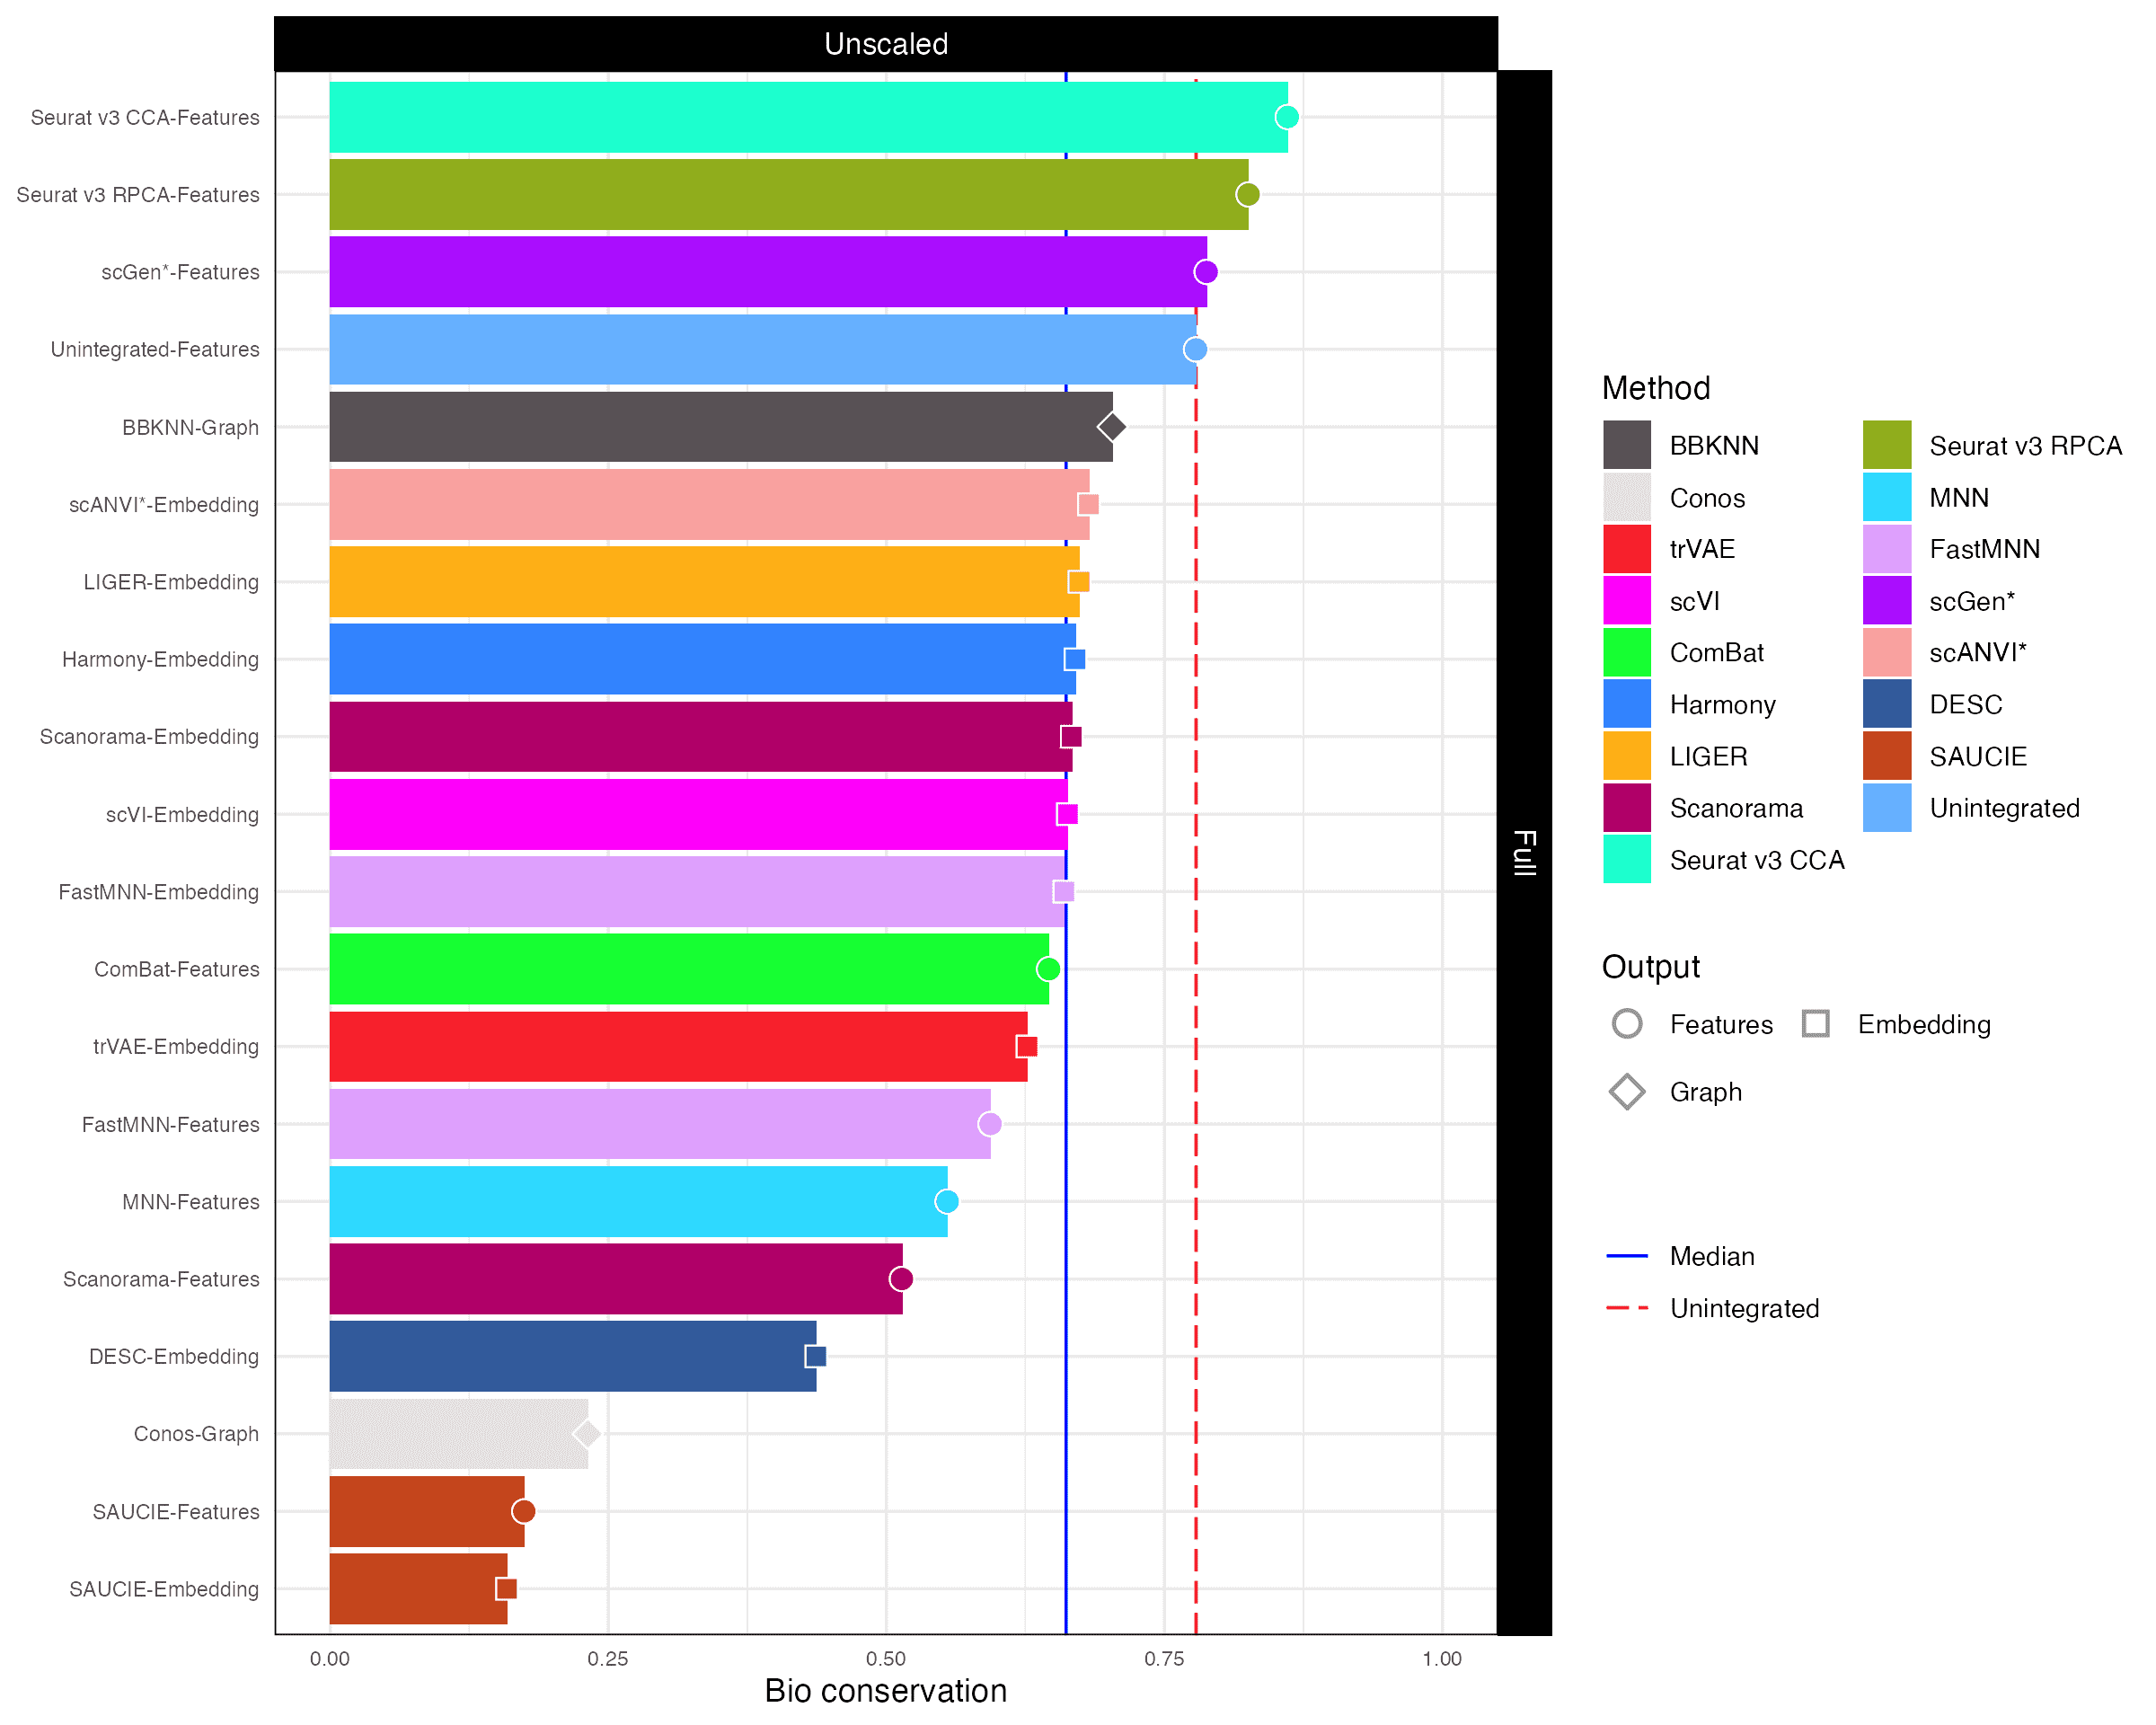 Unscaled
Seurat v3 CCA-Features
Seurat v3 RPCA-Features
scGen*-Features
Unintegrated-Features
BBKNN-Graph
scANVI*-Embedding
LIGER-Embedding
Harmony-Embedding
Scanorama-Embedding
scVI-Embedding
FastMNN-Embedding
ComBat-Features
trVAE-Embedding
FastMNN-Features
MNN-Features
Scanorama-Features
DESC-Embedding
Conos-Graph
SAUCIE-Features
SAUCIE-Embedding
0.00 0.25 0.50 0.75 1.00
Bio conservation
Full
Method
BBKNN
Conos
trVAE
scVI
ComBat
Harmony
LIGER
Scanorama
Seurat v3 CCA
Seurat v3 RPCA
MNN
FastMNN
scGen*
scANVI*
DESC
SAUCIE
Unintegrated
Output
Features Embedding
Graph
Median
Unintegrated